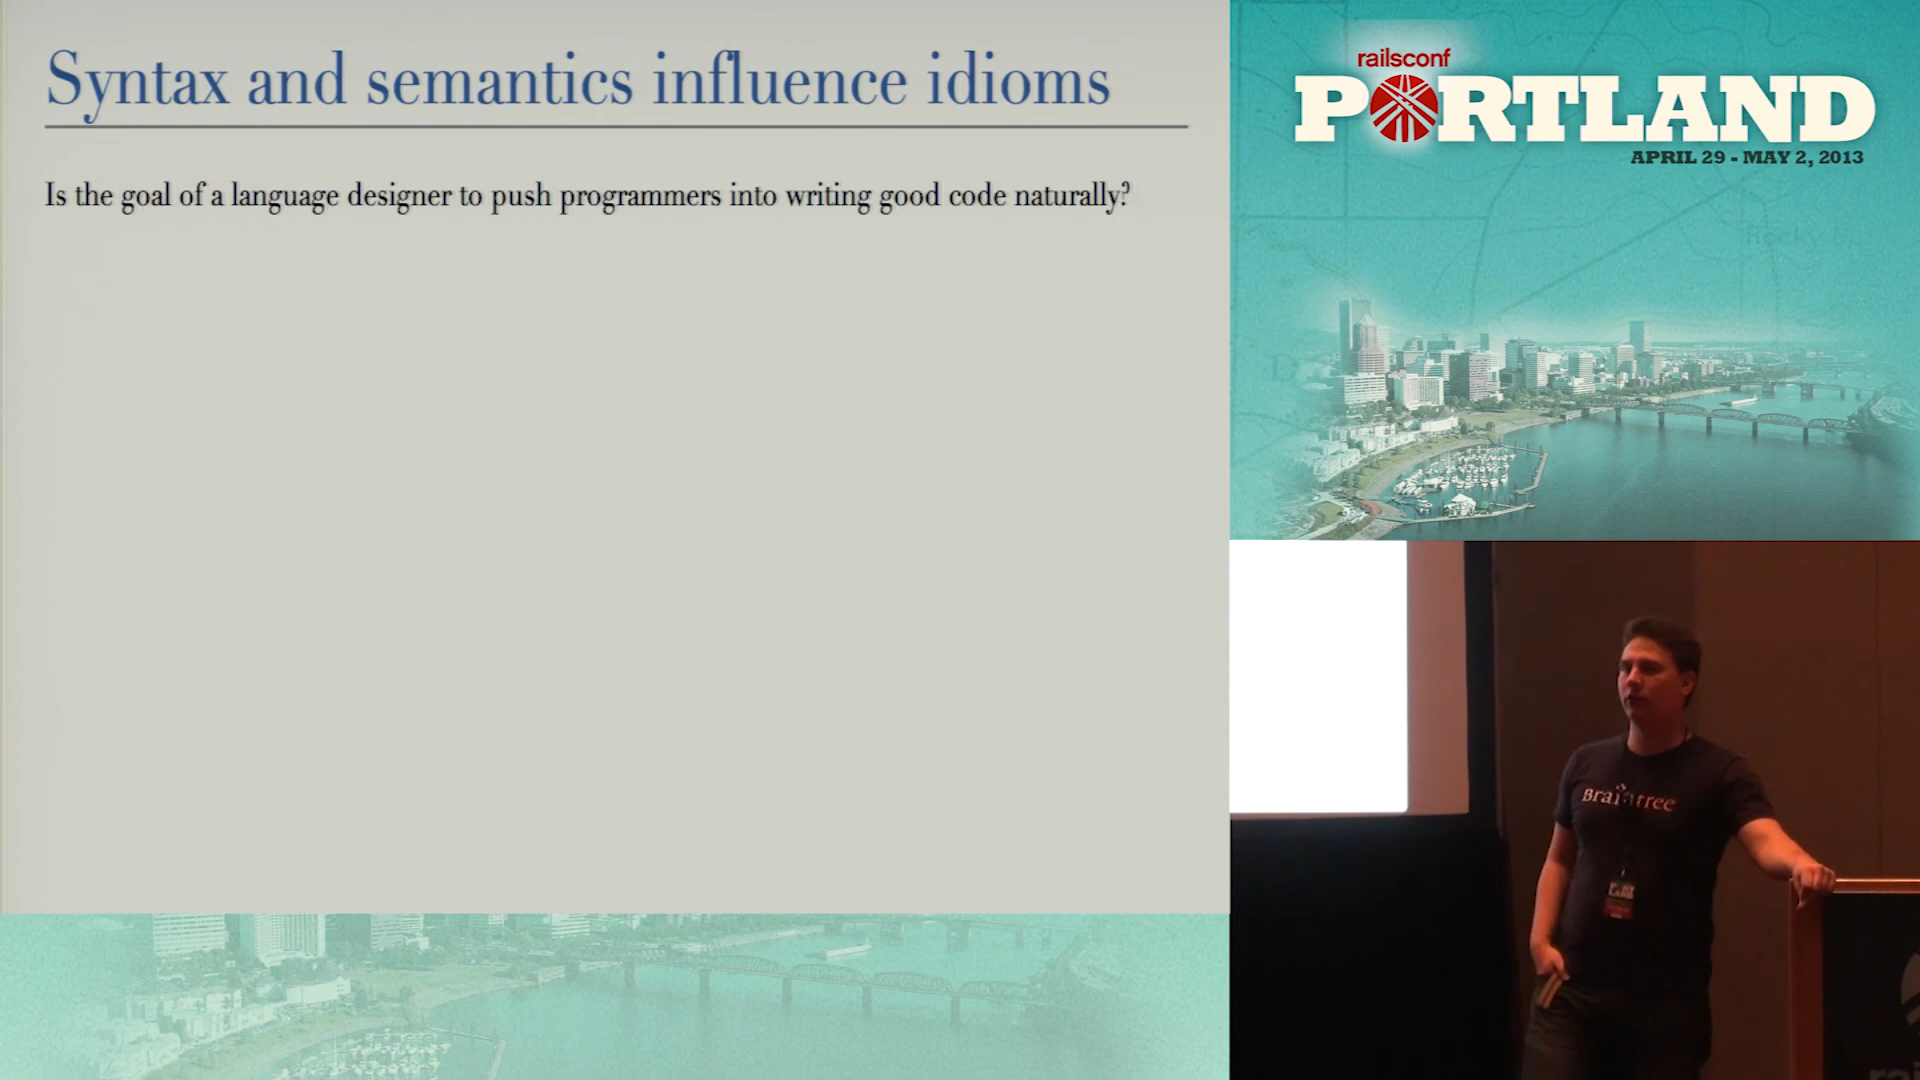 Syntax and semantics influence idioms
Is the goal of a language designer to push programmers into writing good code naturally?
railsconf
PORTLAND
APRIL 29 - MAY 2, 2013
Braintree